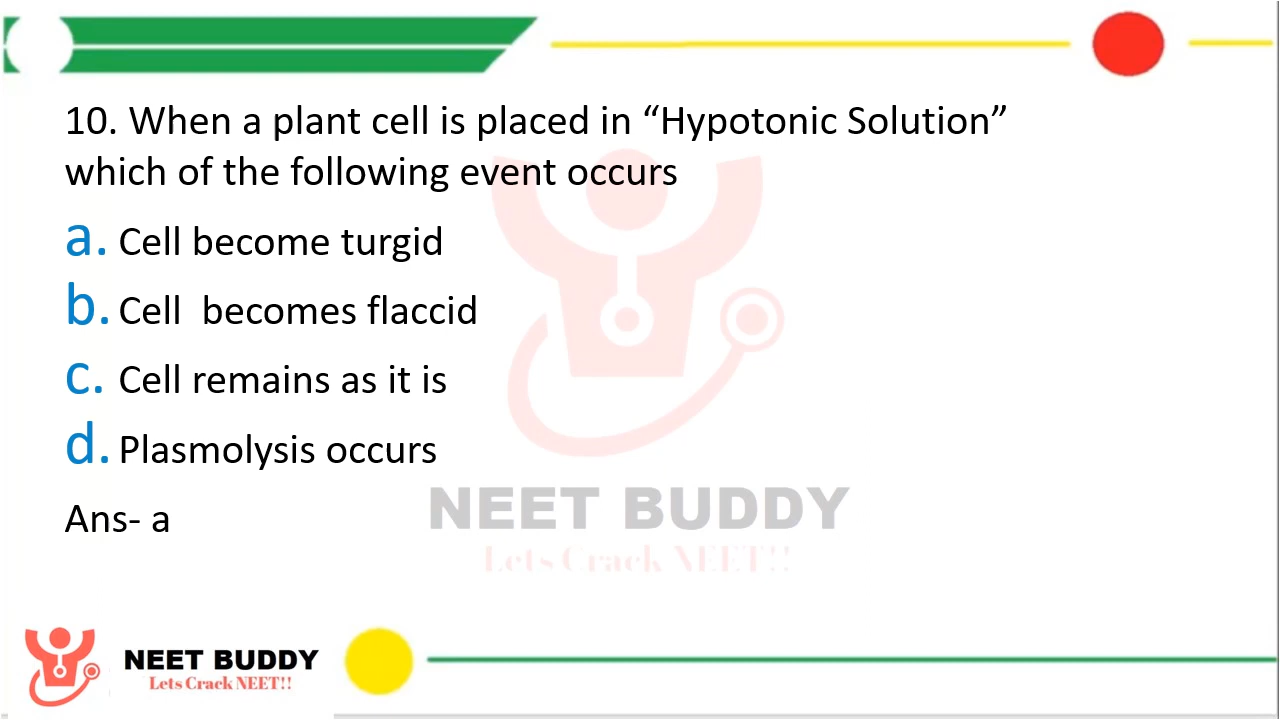 10. When a plant cell is placed in “Hypotonic Solution”
which of the following event occurs
a. Cell become turgid
b. Cell  becomes flaccid
c. Cell remains as it is
d. Plasmolysis occurs
Ans- a
NEET BUDDY
Lets Crack NEET!!
NEET BUDDY
Lets Crack NEET!!